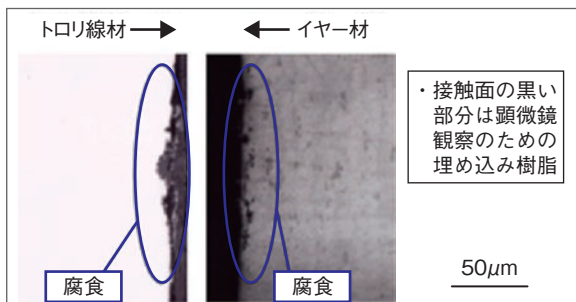 トロリ線材
イヤー材
・接触面の黒い
部分は顕微鏡
観察のための
埋め込み樹脂
腐食
腐食
50μm